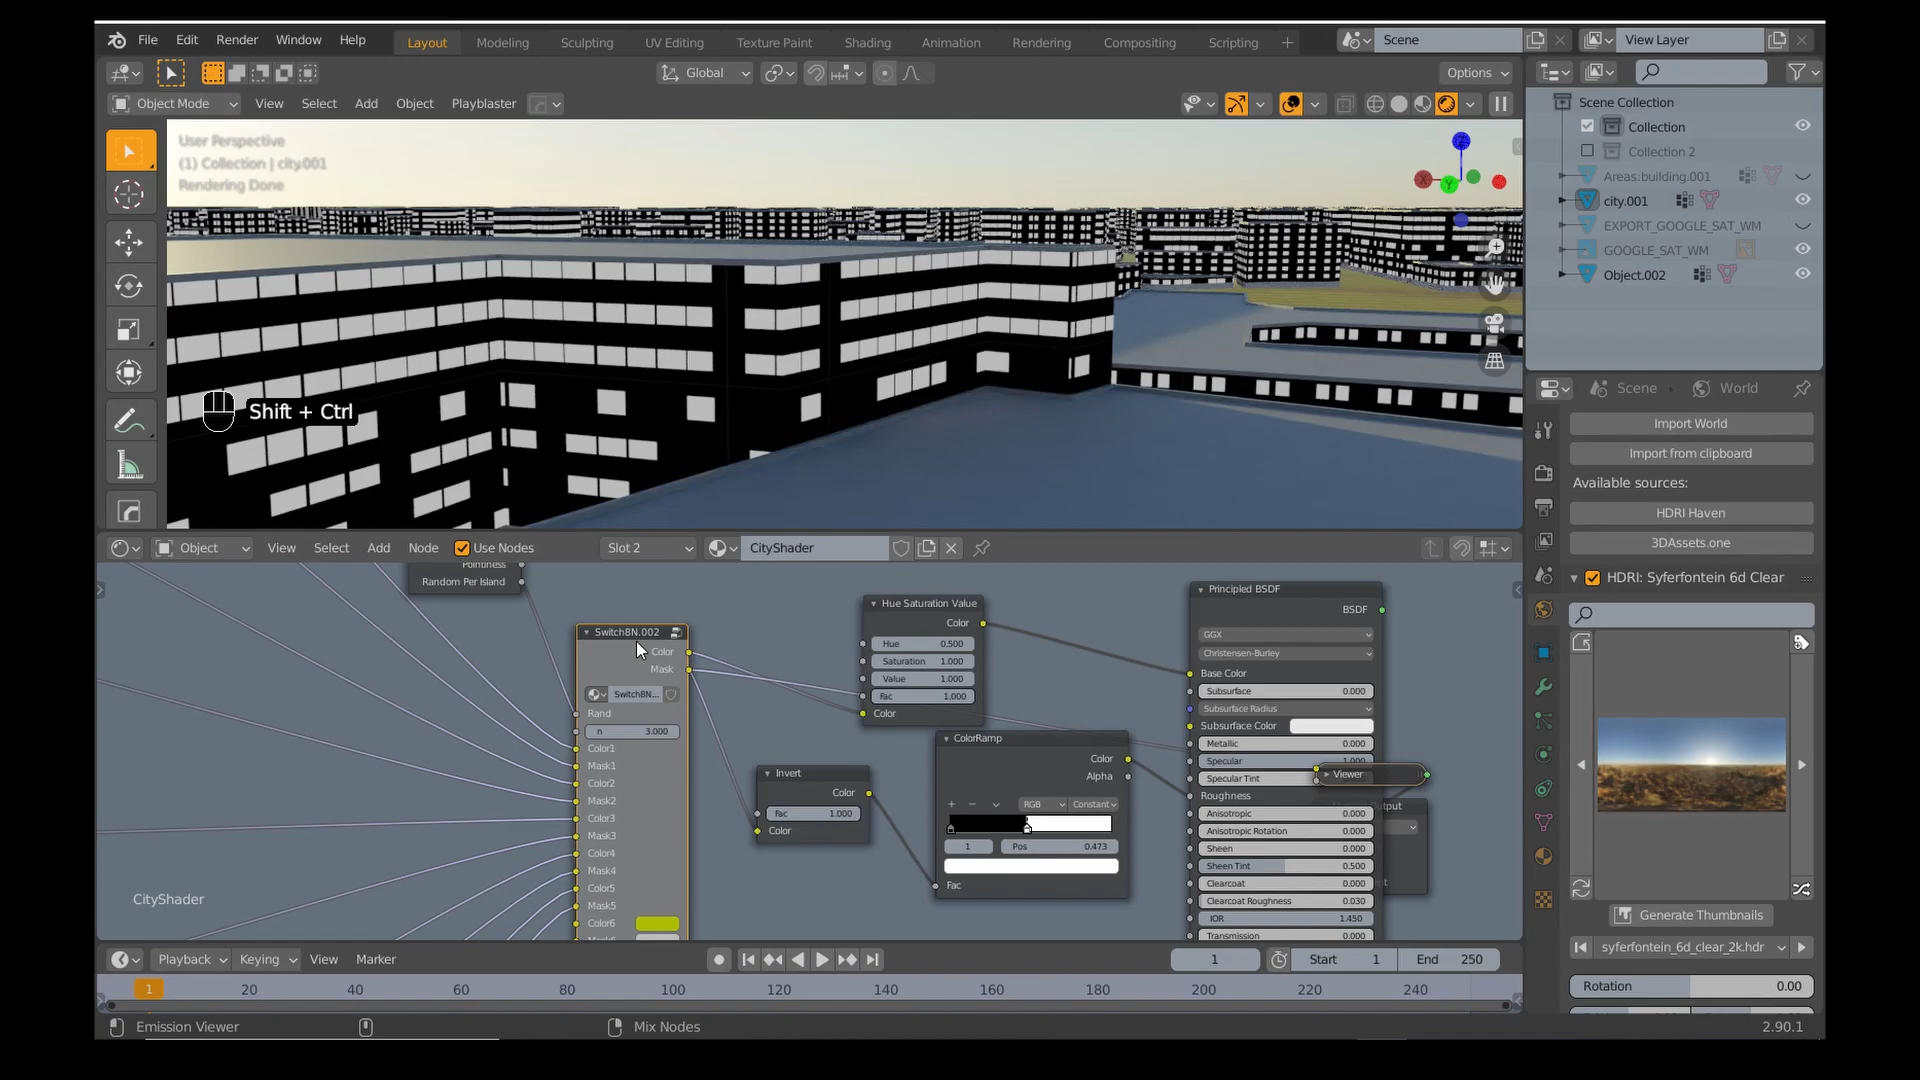 File Edit Render Window Help
Layout Modeling Sculpting UV Editing Texture Paint Shading Animation Rendering Compositing Scripting +
Scene
View Layer
Global
Options
Object Mode View Select Add Object Playblaster
User Perspective
(1) Collection | city.001
Rendering Done
X
Y
Z
Shift + Ctrl
Scene Collection
Collection
Collection 2
Areas:building.001
city.001
EXPORT_GOOGLE_SAT_WM
GOOGLE_SAT_WM
Object.002
Scene World
Import World
Import from clipboard
Available sources:
HDRI Haven
3DAssets.one
HDRI: Syferfontein 6d Clear
Generate Thumbnails
syferfontein_6d_clear_2k.hdr
Rotation 0.00
Object View Select Add Node Use Nodes Slot 2 CityShader
Pointiness
Random Per Island
SwitchBN.002
Color
Mask
SwitchBN...
Rand
n 3.000
Color1
Mask1
Color2
Mask2
Color3
Mask3
Color4
Mask4
Color5
Mask5
Color6
Hue Saturation Value
Color
Hue 0.500
Saturation 1.000
Value 1.000
Fac 1.000
Color
Invert
Color
Fac 1.000
Color
ColorRamp
Color
Alpha
+ − RGB Constant
1 Pos 0.473
Fac
Principled BSDF
BSDF
GGX
Christensen-Burley
Base Color
Subsurface 0.000
Subsurface Radius
Subsurface Color
Metallic 0.000
Specular 1.000
Specular Tint
Roughness
Anisotropic 0.000
Anisotropic Rotation 0.000
Sheen 0.000
Sheen Tint 0.500
Clearcoat 0.000
Clearcoat Roughness 0.030
IOR 1.450
Transmission 0.000
Viewer
CityShader
Playback Keying View Marker
1
Start 1
End 250
1 20 40 60 80 100 120 140 160 180 200 220 240
Emission Viewer
Mix Nodes
2.90.1